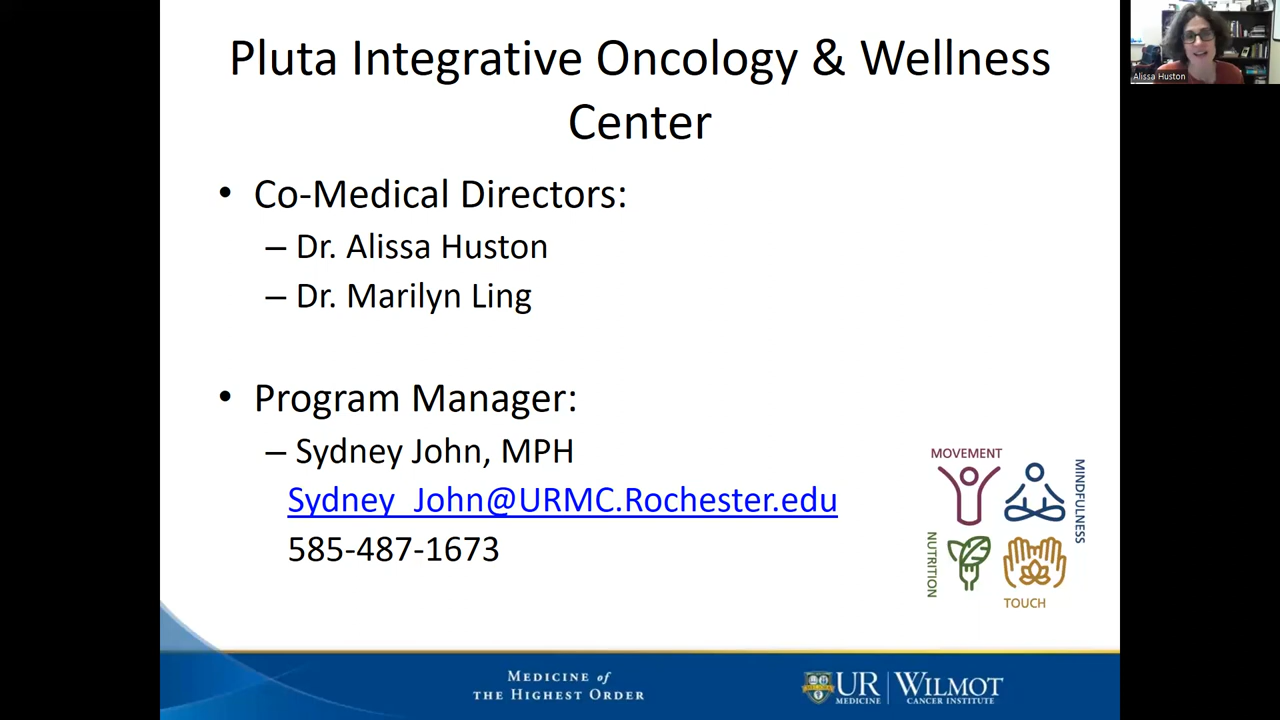 Pluta Integrative Oncology & Wellness
Center
• Co-Medical Directors:
– Dr. Alissa Huston
– Dr. Marilyn Ling
• Program Manager:
– Sydney John, MPH
Sydney_John@URMC.Rochester.edu
585-487-1673
MOVEMENT
MINDFULNESS
NUTRITION
TOUCH
MEDICINE of
THE HIGHEST ORDER
UR
MEDICINE
WILMOT
CANCER INSTITUTE
Alissa Huston